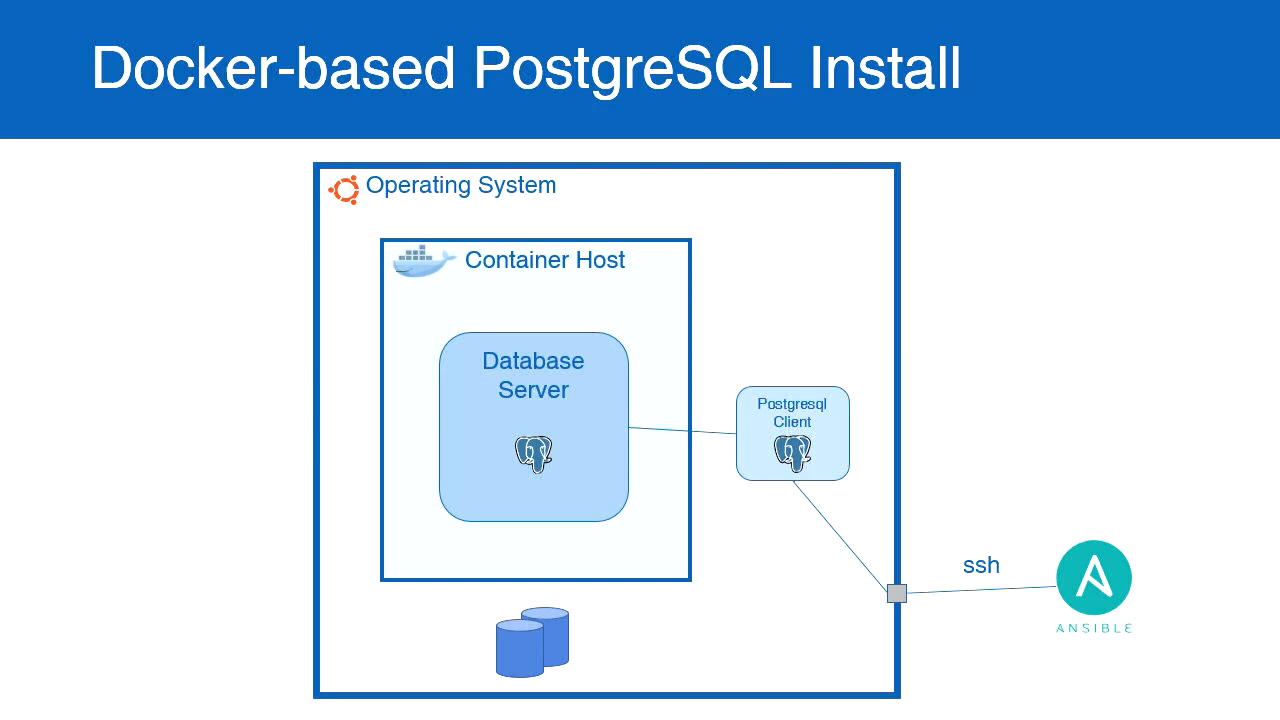 Docker-based PostgreSQL Install
Operating System
Container Host
Database
Server
Postgresql
Client
ssh
ANSIBLE